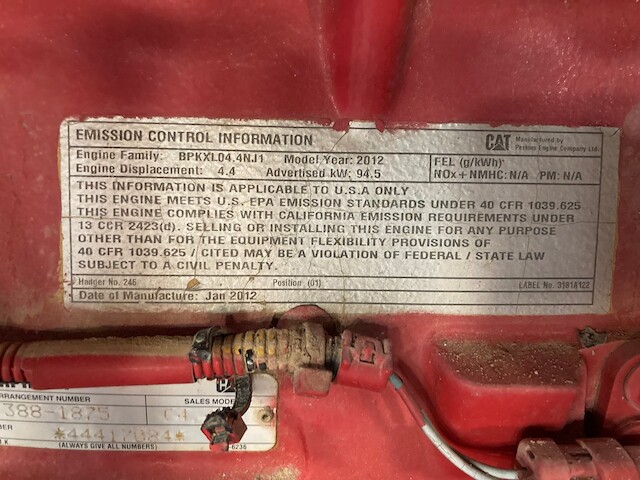 EMISSION CONTROL INFORMATION
CAT Manufactured by
Perkins Engine Company Ltd.
Engine Family: BPKXL04.4NJ1 Model Year: 2012
Engine Displacement: 4.4 Advertised kW: 94.5
FEL (g/kWh)
NOx + NMHC: N/A PM: N/A
THIS INFORMATION IS APPLICABLE TO U.S.A ONLY
THIS ENGINE MEETS U.S. EPA EMISSION STANDARDS UNDER 40 CFR 1039.625
THIS ENGINE COMPLIES WITH CALIFORNIA EMISSION REQUIREMENTS UNDER
13 CCR 2423(d). SELLING OR INSTALLING THIS ENGINE FOR ANY PURPOSE
OTHER THAN FOR THE EQUIPMENT FLEXIBILITY PROVISIONS OF
40 CFR 1039.625 / CITED MAY BE A VIOLATION OF FEDERAL / STATE LAW
SUBJECT TO A CIVIL PENALTY.
Hodger No. 246 Position (01) LABEL No. 3181A122
Date of Manufacture: Jan 2012
CAT
ARRANGEMENT NUMBER SALES MODEL
388-1875 C4
*44417084*
(ALWAYS GIVE ALL NUMBERS)
6236